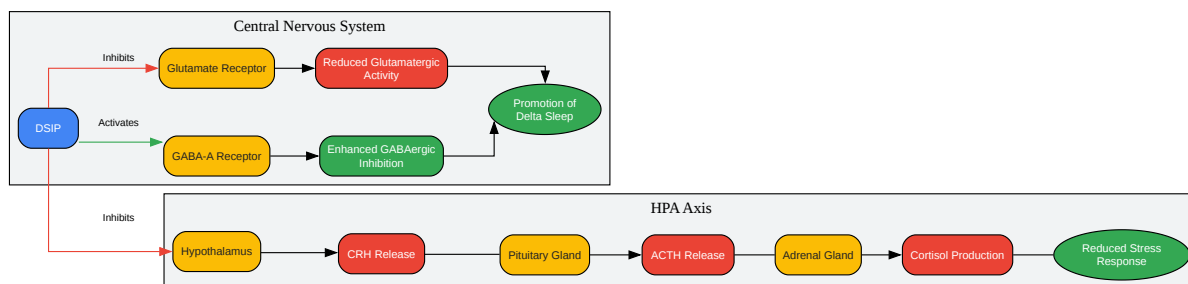 Central Nervous System
Inhibits
Glutamate Receptor
Reduced Glutamatergic
Activity
Promotion of
Delta Sleep
DSIP
Activates
GABA-A Receptor
Enhanced GABAergic
Inhibition
HPA Axis
Inhibits
Hypothalamus
CRH Release
Pituitary Gland
ACTH Release
Adrenal Gland
Cortisol Production
Reduced Stress
Response